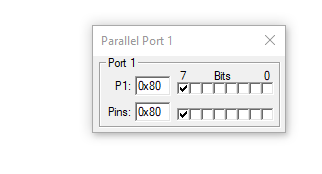 Parallel Port 1
Port 1
7 Bits 0
P1: 0x80
Pins: 0x80